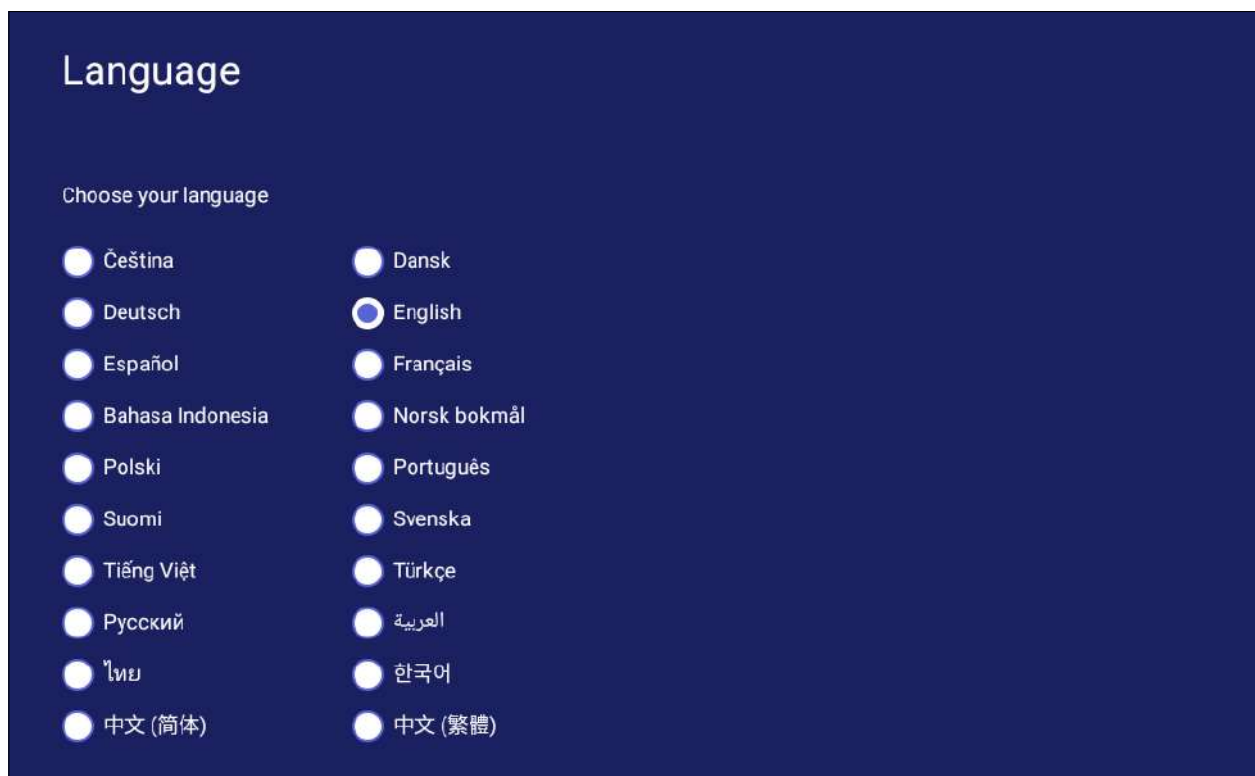 Language
Choose your language
Čeština
Dansk
Deutsch
English
Español
Français
Bahasa Indonesia
Norsk bokmål
Polski
Português
Suomi
Svenska
Tiếng Việt
Türkçe
Русский
العربية
ไทย
한국어
中文 (简体)
中文 (繁體)